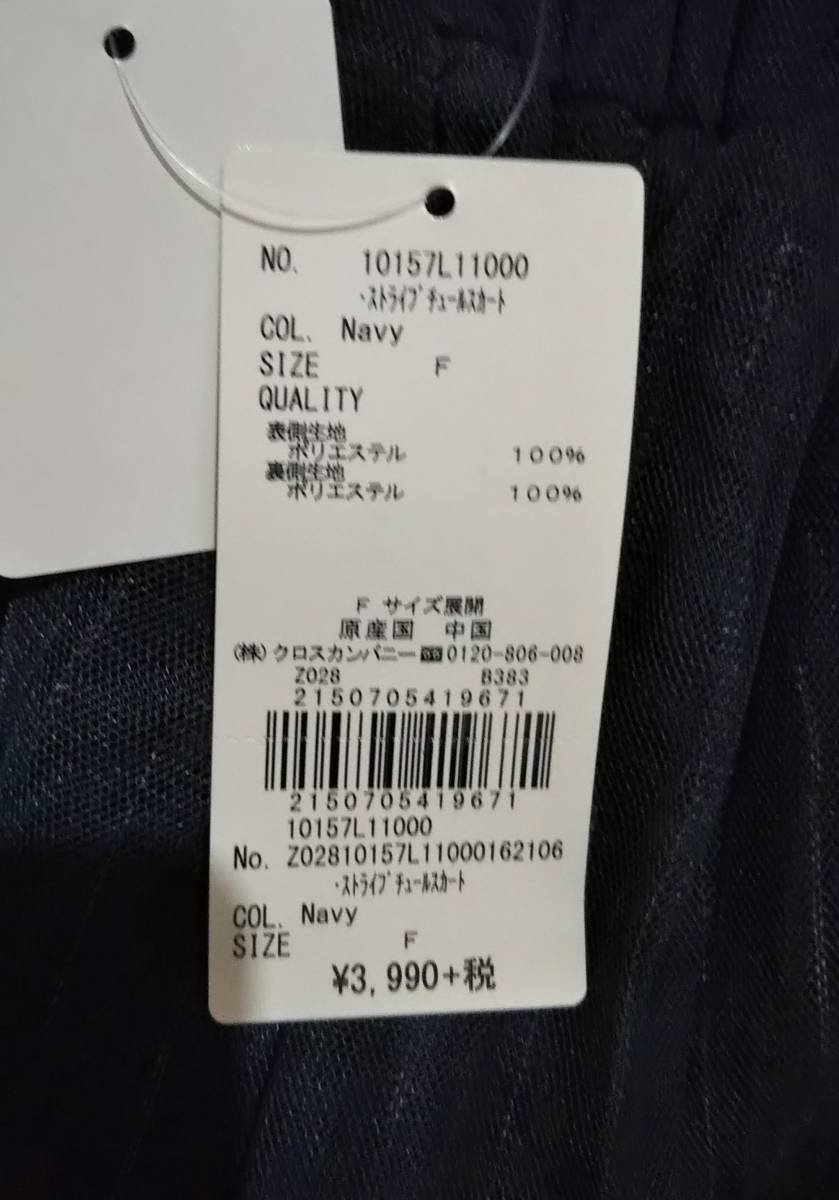 NO. 10157L11000
･ｽﾄﾗｲﾌﾟﾁｭｰﾙｽｶｰﾄ
COL. Navy
SIZE F
QUALITY
表側生地
ポリエステル 100%
裏側生地
ポリエステル 100%
F サイズ展開
原産国 中国
(株)クロスカンパニー☎0120-806-008
Z028 B383
2150705419671
2150705419671
10157L11000
No. Z02810157L11000162106
･ｽﾄﾗｲﾌﾟﾁｭｰﾙｽｶｰﾄ
COL. Navy
SIZE F
¥3,990+税